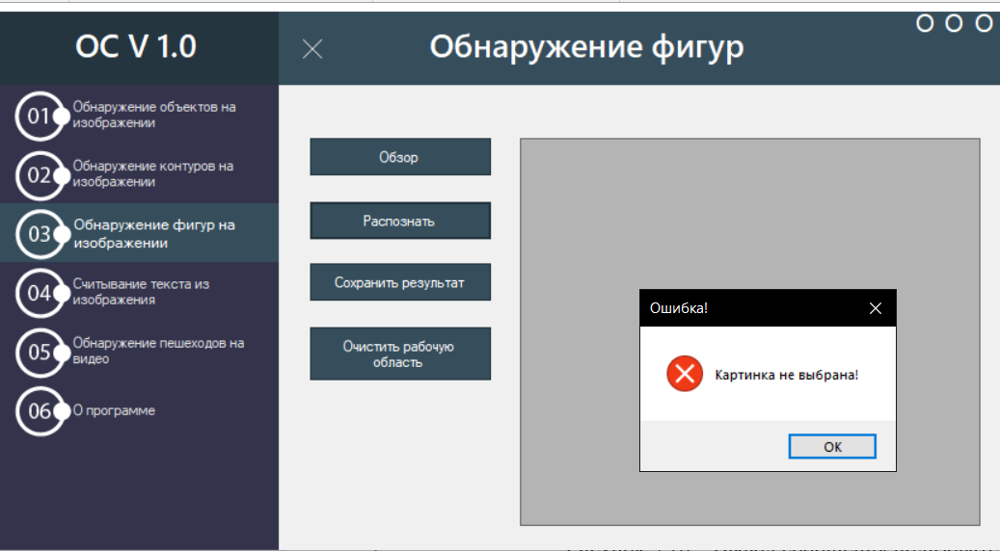 ОС V 1.0
Обнаружение фигур
01
Обнаружение объектов на
изображении
02
Обнаружение контуров на
изображении
03
Обнаружение фигур на
изображении
04
Считывание текста из
изображения
05
Обнаружение пешеходов на
видео
06
О программе
Обзор
Распознать
Сохранить результат
Очистить рабочую
область
Ошибка!
Картинка не выбрана!
ОК